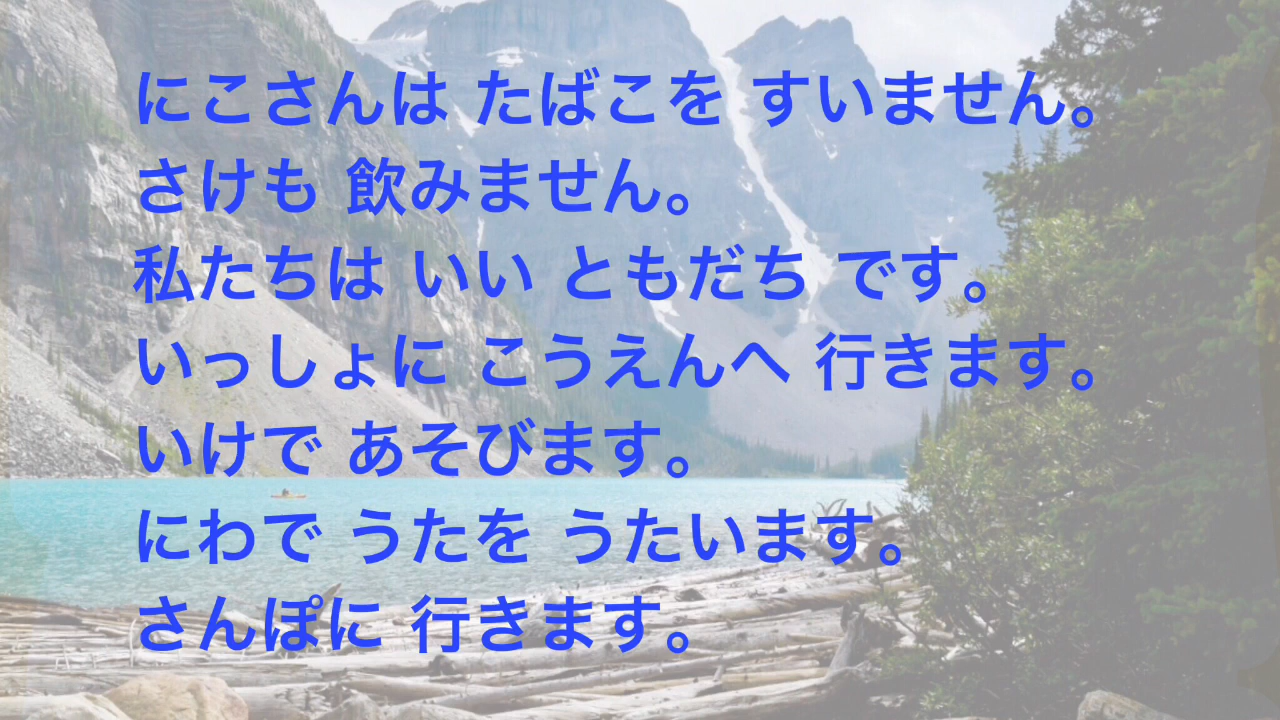 にこさんは たばこを すいません。
さけも 飲みません。
私たちは いい ともだち です。
いっしょに こうえんへ 行きます。
いけで あそびます。
にわで うたを うたいます。
さんぽに 行きます。